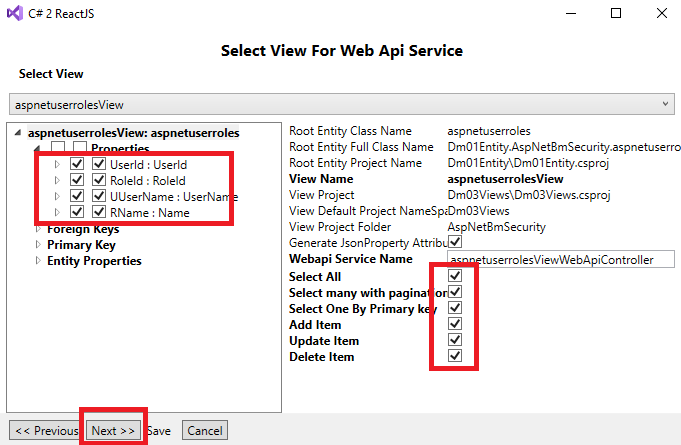 C# 2 ReactJS
Select View For Web Api Service
Select View
aspnetuserrolesView
aspnetuserrolesView: aspnetuserroles
Properties
UserId : UserId
RoleId : RoleId
UUserName : UserName
RName : Name
Foreign Keys
Primary Key
Entity Properties
Root Entity Class Name aspnetuserroles
Root Entity Full Class Name Dm01Entity.AspNetBmSecurity.aspnetuserro
Root Entity Project Name Dm01Entity\Dm01Entity.csproj
View Name aspnetuserrolesView
View Project Dm03Views\Dm03Views.csproj
View Default Project NameSpa Dm03Views
View Project Folder AspNetBmSecurity
Generate JsonProperty Attribu
Webapi Service Name aspnetuserrolesViewWebApiController
Select All
Select many with pagination
Select One By Primary key
Add Item
Update Item
Delete Item
<< Previous Next >> Save Cancel